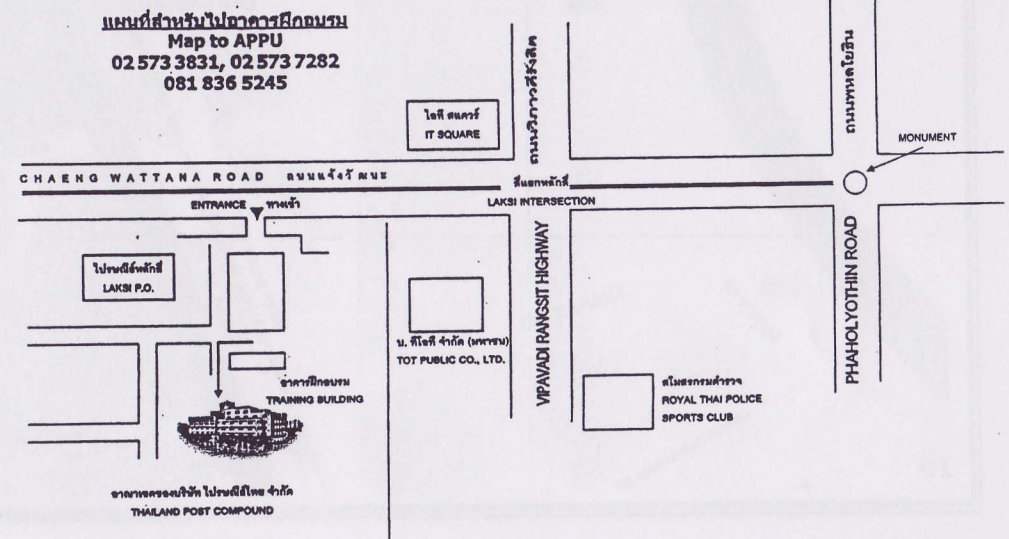 แผนที่สำหรับไปอาคารฝึกอบรม
Map to APPU
02 573 3831, 02 573 7282
081 836 5245
ไอที สแควร์
IT SQUARE
ถนนวิภาวดีรังสิต
ถนนพหลโยธิน
MONUMENT
CHAENG WATTANA ROAD ถนนแจ้งวัฒนะ
สี่แยกหลักสี่
LAKSI INTERSECTION
ENTRANCE ทางเข้า
ไปรษณีย์หลักสี่
LAKSI P.O.
บ. ทีโอที จำกัด (มหาชน)
TOT PUBLIC CO., LTD.
VIPAVADI RANGSIT HIGHWAY
PHAHOLYOTHIN ROAD
อาคารฝึกอบรม
TRAINING BUILDING
สโมสรกรมตำรวจ
ROYAL THAI POLICE
SPORTS CLUB
อาณาเขตของบริษัท ไปรษณีย์ไทย จำกัด
THAILAND POST COMPOUND